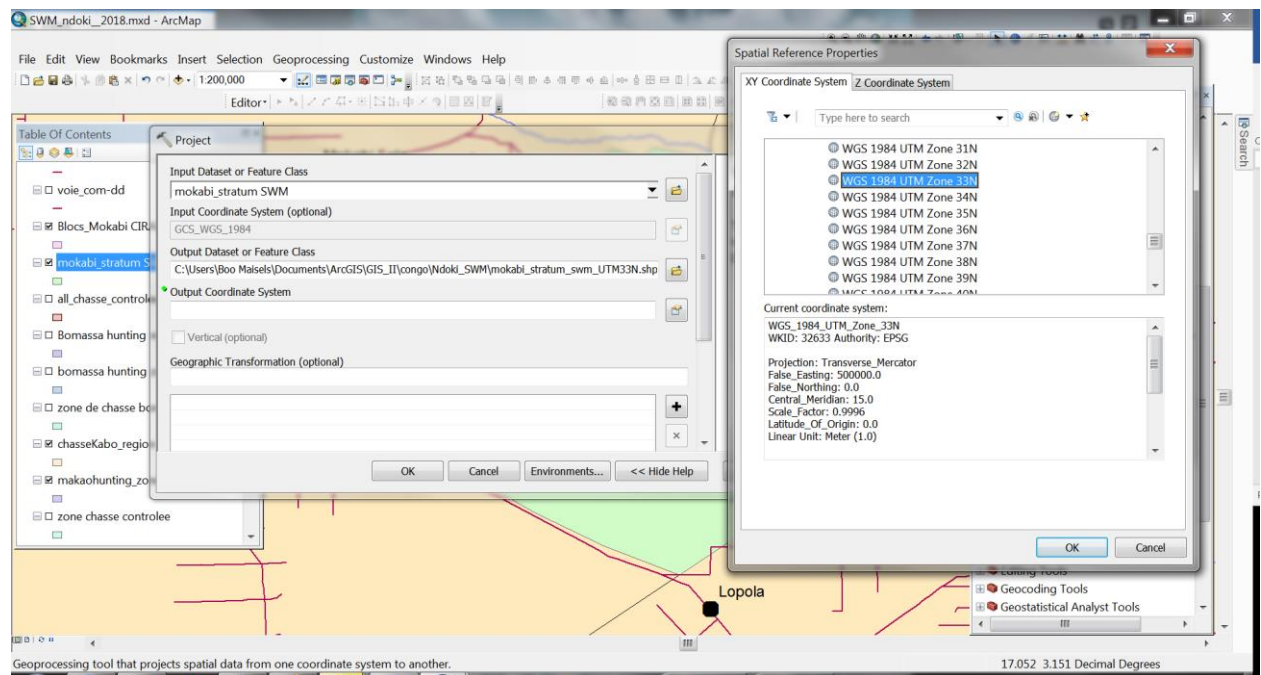 SWM_ndoki__2018.mxd - ArcMap
File Edit View Bookmarks Insert Selection Geoprocessing Customize Windows Help
1:200,000
Editor
Table Of Contents
voie_com-dd
Blocs_Mokabi CIR
mokabi_stratum S
all_chasse_controle
Bomassa hunting
bomassa hunting
zone de chasse bo
chasseKabo_regio
makaohunting_zo
zone chasse controlee
Project
Input Dataset or Feature Class
mokabi_stratum SWM
Input Coordinate System (optional)
GCS_WGS_1984
Output Dataset or Feature Class
C:\Users\Boo Maisels\Documents\ArcGIS\GIS_II\congo\Ndoki_SWM\mokabi_stratum_swm_UTM33N.shp
Output Coordinate System
Vertical (optional)
Geographic Transformation (optional)
OK Cancel Environments... << Hide Help
Spatial Reference Properties
XY Coordinate System Z Coordinate System
Type here to search
WGS 1984 UTM Zone 31N
WGS 1984 UTM Zone 32N
WGS 1984 UTM Zone 33N
WGS 1984 UTM Zone 34N
WGS 1984 UTM Zone 35N
WGS 1984 UTM Zone 36N
WGS 1984 UTM Zone 37N
WGS 1984 UTM Zone 38N
WGS 1984 UTM Zone 39N
WGS 1984 UTM Zone 40N
Current coordinate system:
WGS_1984_UTM_Zone_33N
WKID: 32633 Authority: EPSG
Projection: Transverse_Mercator
False_Easting: 500000.0
False_Northing: 0.0
Central_Meridian: 15.0
Scale_Factor: 0.9996
Latitude_Of_Origin: 0.0
Linear Unit: Meter (1.0)
OK Cancel
Search
Lopola
Editing Tools
Geocoding Tools
Geostatistical Analyst Tools
Geoprocessing tool that projects spatial data from one coordinate system to another.
17.052 3.151 Decimal Degrees